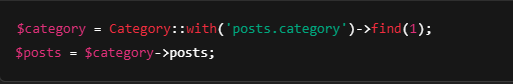 $category = Category::with('posts.category')->find(1);
$posts = $category->posts;